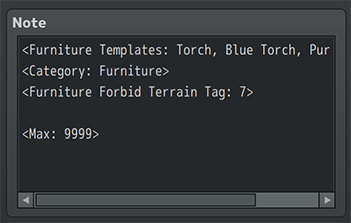 Note
<Furniture Templates: Torch, Blue Torch, Pur
<Category: Furniture>
<Furniture Forbid Terrain Tag: 7>
<Max: 9999>